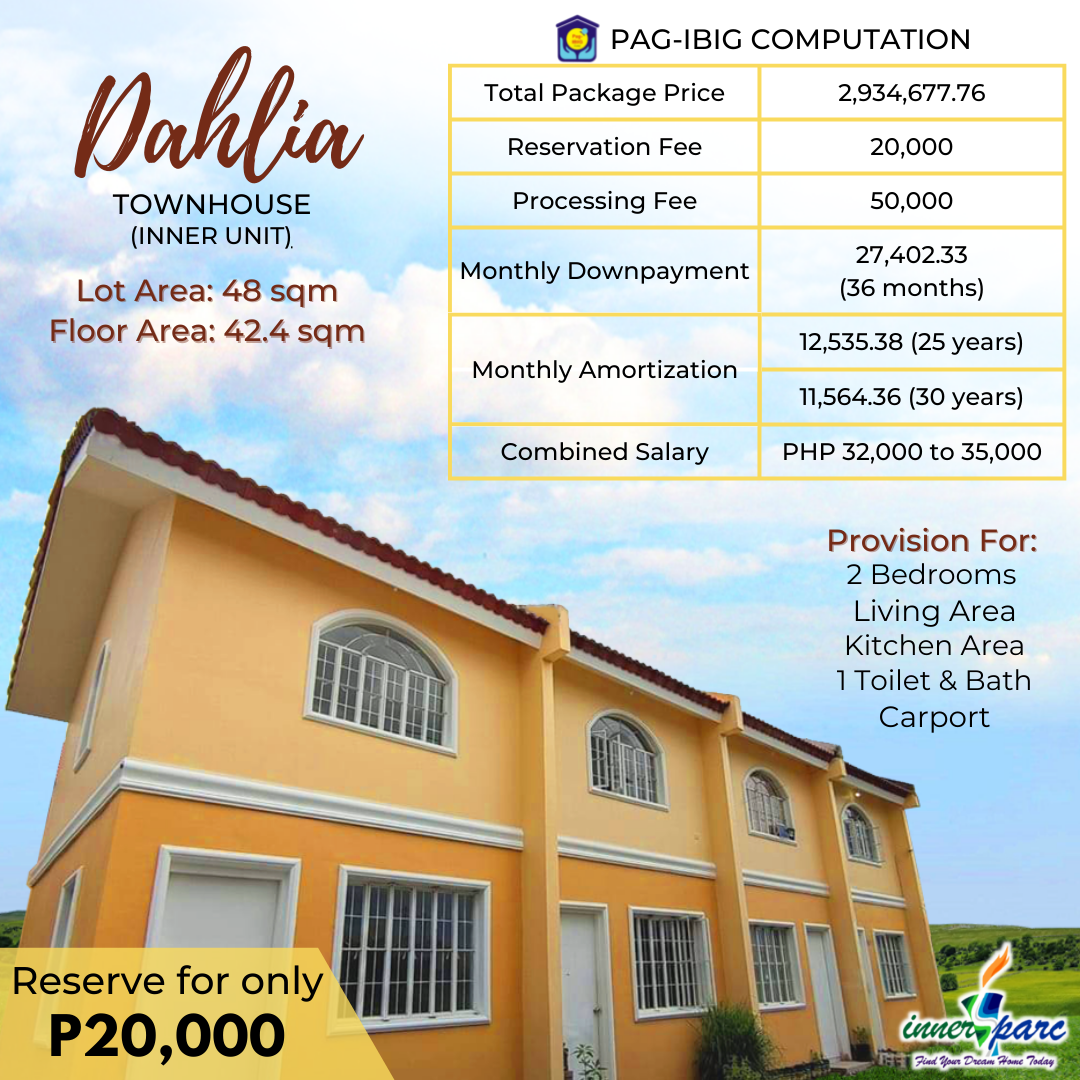 Dahlia
TOWNHOUSE
(INNER UNIT)
Lot Area: 48 sqm
Floor Area: 42.4 sqm
PAG-IBIG COMPUTATION
Total Package Price 2,934,677.76
Reservation Fee 20,000
Processing Fee 50,000
Monthly Downpayment 27,402.33
(36 months)
Monthly Amortization 12,535.38 (25 years)
11,564.36 (30 years)
Combined Salary PHP 32,000 to 35,000
Provision For:
2 Bedrooms
Living Area
Kitchen Area
1 Toilet & Bath
Carport
Reserve for only
P20,000
inner parc
Find Your Dream Home Today